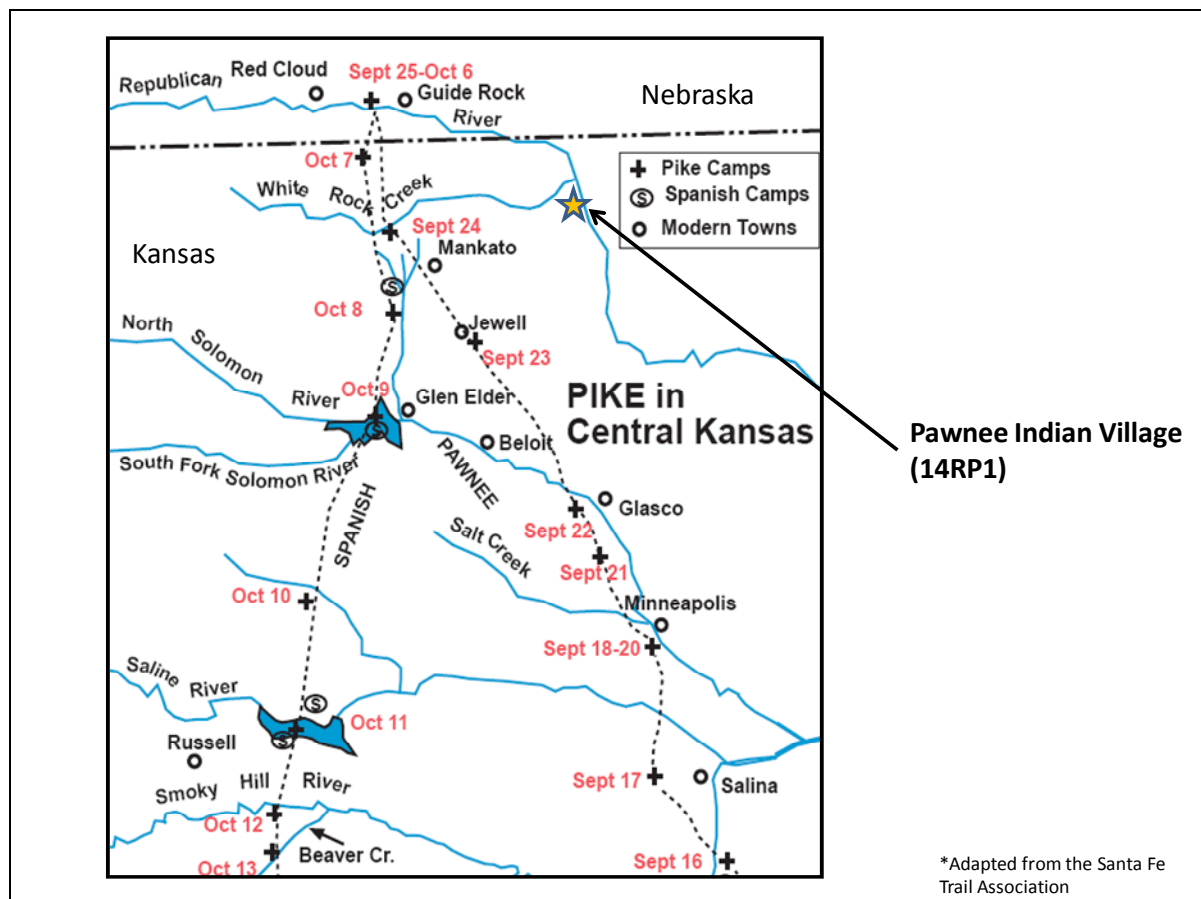 Republican River
Red Cloud
Sept 25-Oct 6
Guide Rock
Nebraska
Oct 7
Pike Camps
S Spanish Camps
Modern Towns
White Rock Creek
Sept 24
Kansas
Mankato
S
Oct 8
North Solomon River
Jewell
Sept 23
Oct 9
Glen Elder
PIKE in
Central Kansas
Pawnee Indian Village
(14RP1)
S
Beloit
South Fork Solomon River
PAWNEE
SPANISH
Glasco
Sept 22
Salt Creek
Sept 21
Oct 10
Minneapolis
Sept 18-20
Saline River
S
Oct 11
S
Russell
Sept 17
Salina
Smoky Hill River
Oct 12
Beaver Cr.
Oct 13
Sept 16
*Adapted from the Santa Fe
Trail Association